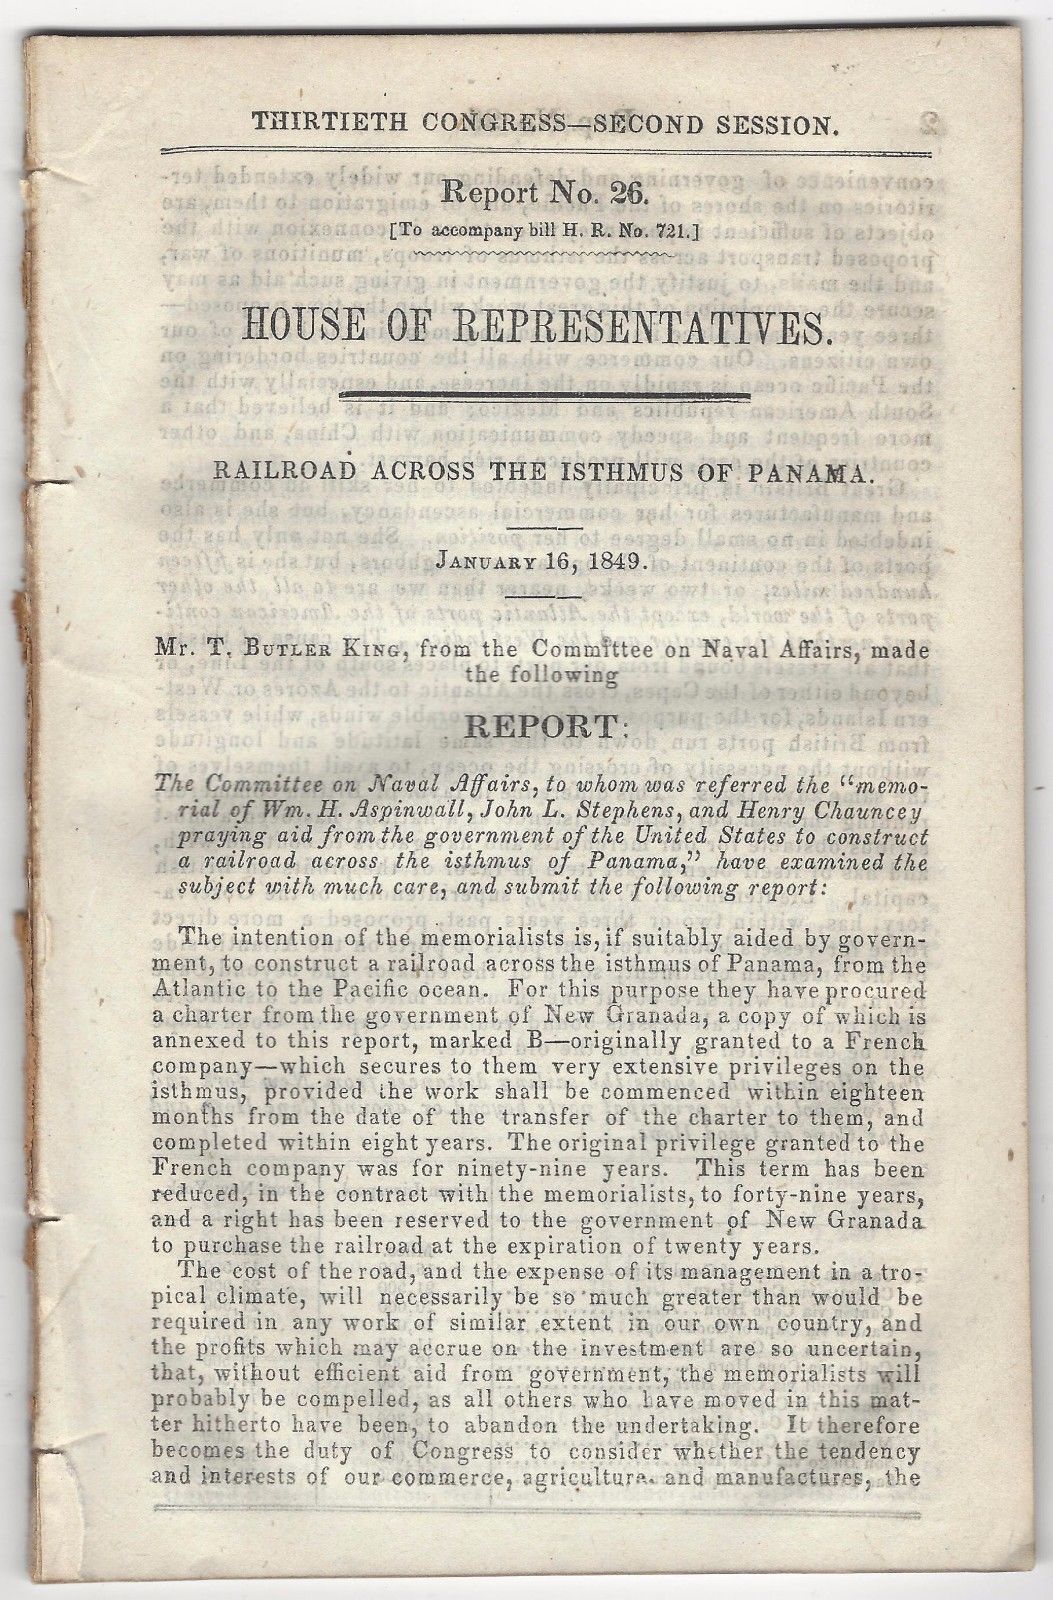 THIRTIETH CONGRESS—SECOND SESSION.
Report No. 26.
[To accompany bill H. R. No. 721.]
HOUSE OF REPRESENTATIVES.
RAILROAD ACROSS THE ISTHMUS OF PANAMA.
JANUARY 16, 1849.
Mr. T. BUTLER KING, from the Committee on Naval Affairs, made
the following
REPORT:
The Committee on Naval Affairs, to whom was referred the “memo-
rial of Wm. H. Aspinwall, John L. Stephens, and Henry Chauncey
praying aid from the government of the United States to construct
a railroad across the isthmus of Panama,” have examined the
subject with much care, and submit the following report:
The intention of the memorialists is, if suitably aided by govern-
ment, to construct a railroad across the isthmus of Panama, from the
Atlantic to the Pacific ocean. For this purpose they have procured
a charter from the government of New Granada, a copy of which is
annexed to this report, marked B—originally granted to a French
company—which secures to them very extensive privileges on the
isthmus, provided the work shall be commenced within eighteen
months from the date of the transfer of the charter to them, and
completed within eight years. The original privilege granted to the
French company was for ninety-nine years. This term has been
reduced, in the contract with the memorialists, to forty-nine years,
and a right has been reserved to the government of New Granada
to purchase the railroad at the expiration of twenty years.
The cost of the road, and the expense of its management in a tro-
pical climate, will necessarily be so much greater than would be
required in any work of similar extent in our own country, and
the profits which may accrue on the investment are so uncertain,
that, without efficient aid from government, the memorialists will
probably be compelled, as all others who have moved in this mat-
ter hitherto have been, to abandon the undertaking. It therefore
becomes the duty of Congress to consider whether the tendency
and interests of our commerce, agriculture, and manufactures, the